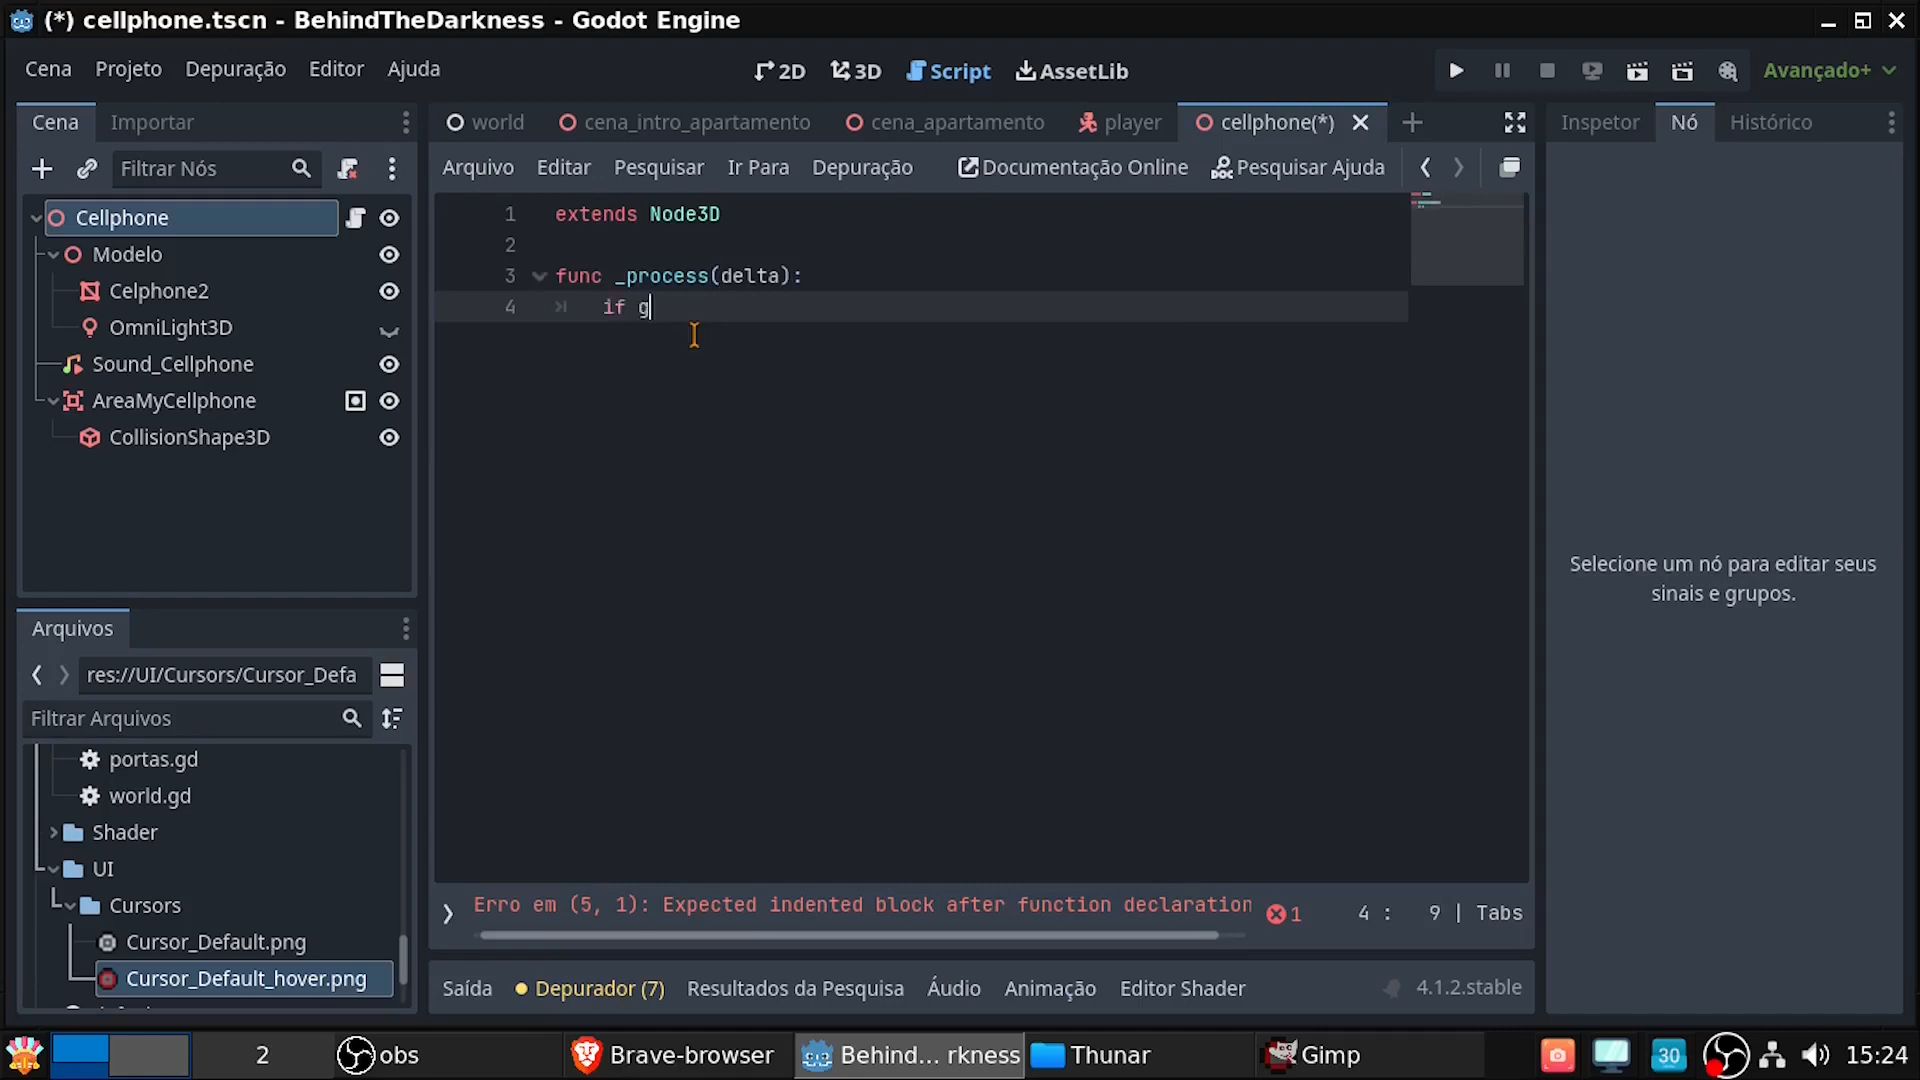 (*) cellphone.tscn - BehindTheDarkness - Godot Engine
Cena Projeto Depuração Editor Ajuda
2D 3D Script AssetLib
Avançado+
Cena Importar
world cena_intro_apartamento cena_apartamento player cellphone(*)
Inspetor Nó Histórico
Filtrar Nós
Arquivo Editar Pesquisar Ir Para Depuração Documentação Online Pesquisar Ajuda
Cellphone
Modelo
Celphone2
OmniLight3D
Sound_Cellphone
AreaMyCellphone
CollisionShape3D
1 extends Node3D
2
3 func _process(delta):
4 if g
Selecione um nó para editar seus
sinais e grupos.
Arquivos
res://UI/Cursors/Cursor_Defa
Filtrar Arquivos
portas.gd
world.gd
Shader
UI
Cursors
Cursor_Default.png
Cursor_Default_hover.png
Erro em (5, 1): Expected indented block after function declaration
1 4 : 9 | Tabs
Saída Depurador (7) Resultados da Pesquisa Áudio Animação Editor Shader 4.1.2.stable
2 obs Brave-browser Behind... rkness Thunar Gimp 30 15:24